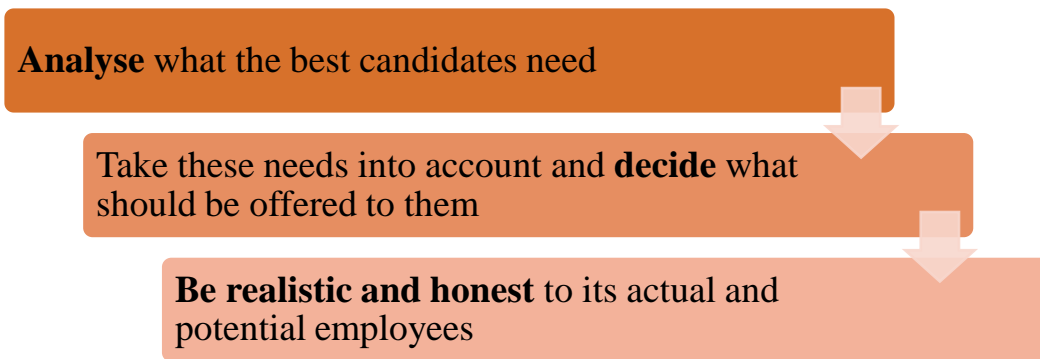 Analyse what the best candidates need
Take these needs into account and decide what
should be offered to them
Be realistic and honest to its actual and
potential employees